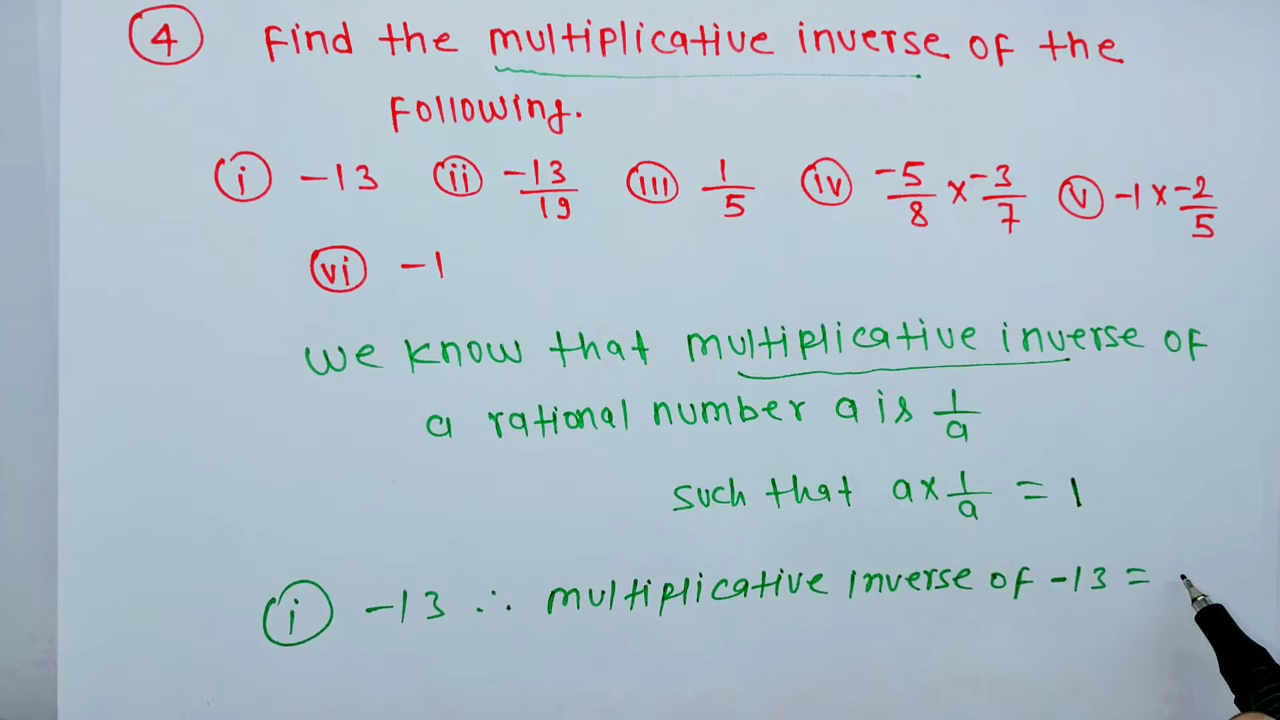 4 Find the multiplicative inverse of the
following.
i -13 ii -13/19 iii 1/5 iv -5/8 x -3/7 v -1 x -2/5
vi -1
We know that multiplicative inverse of
a rational number a is 1/a
such that a x 1/a = 1
i -13 ∴ multiplicative inverse of -13 =